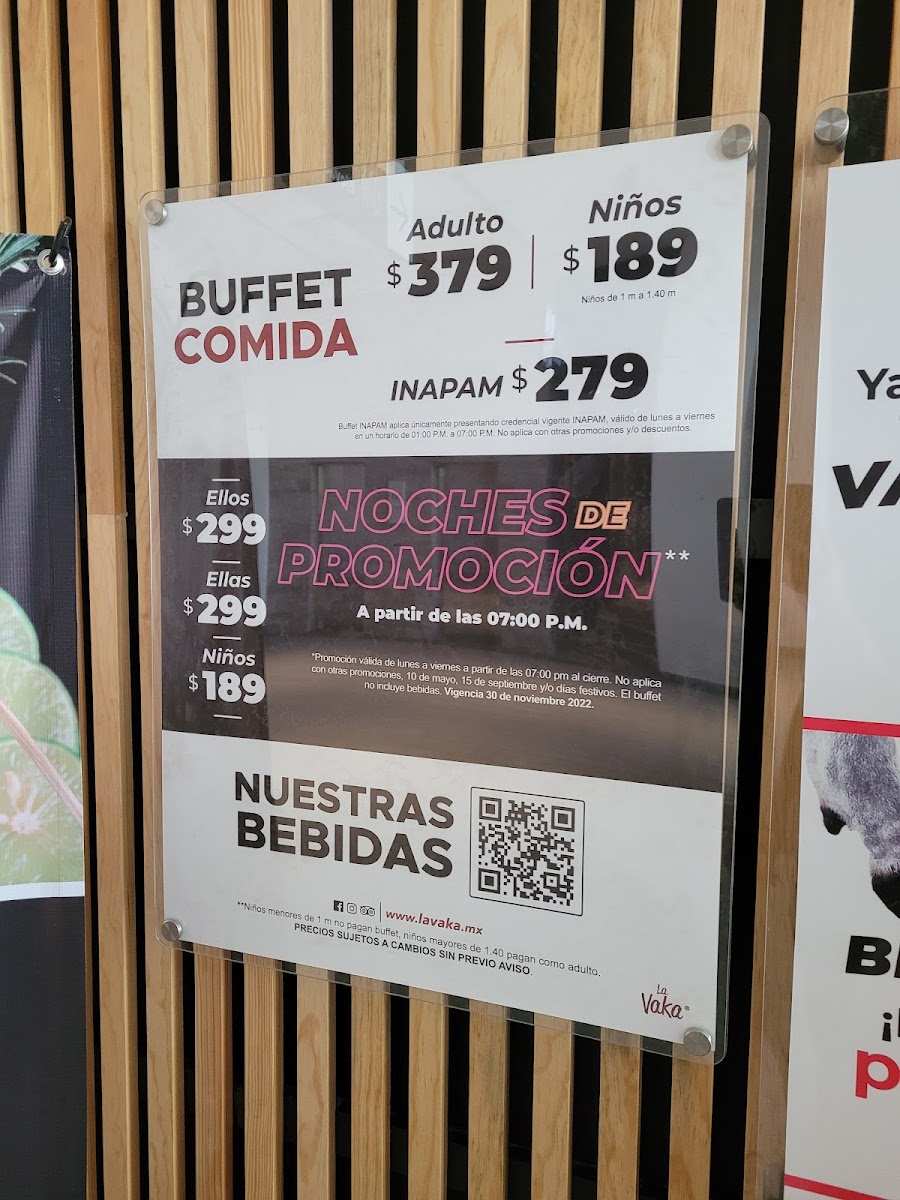 BUFFET
COMIDA
Adulto
$379
Niños
$189
Niños de 1 m a 1.40 m
INAPAM $279
Buffet INAPAM aplica únicamente presentando credencial vigente INAPAM, válido de lunes a viernes
en un horario de 01:00 P.M. a 07:00 P.M. No aplica con otras promociones y/o descuentos.
Ellos
$299
Ellas
$299
Niños
$189
NOCHES DE
PROMOCIÓN**
A partir de las 07:00 P.M.
*Promoción válida de lunes a viernes a partir de las 07:00 pm al cierre. No aplica
con otras promociones, 10 de mayo, 15 de septiembre y/o días festivos. El buffet
no incluye bebidas. Vigencia 30 de noviembre 2022.
NUESTRAS
BEBIDAS
www.lavaka.mx
**Niños menores de 1 m no pagan buffet, niños mayores de 1.40 pagan como adulto.
PRECIOS SUJETOS A CAMBIOS SIN PREVIO AVISO.
La
Vaka®
Ya
VA
¡
p